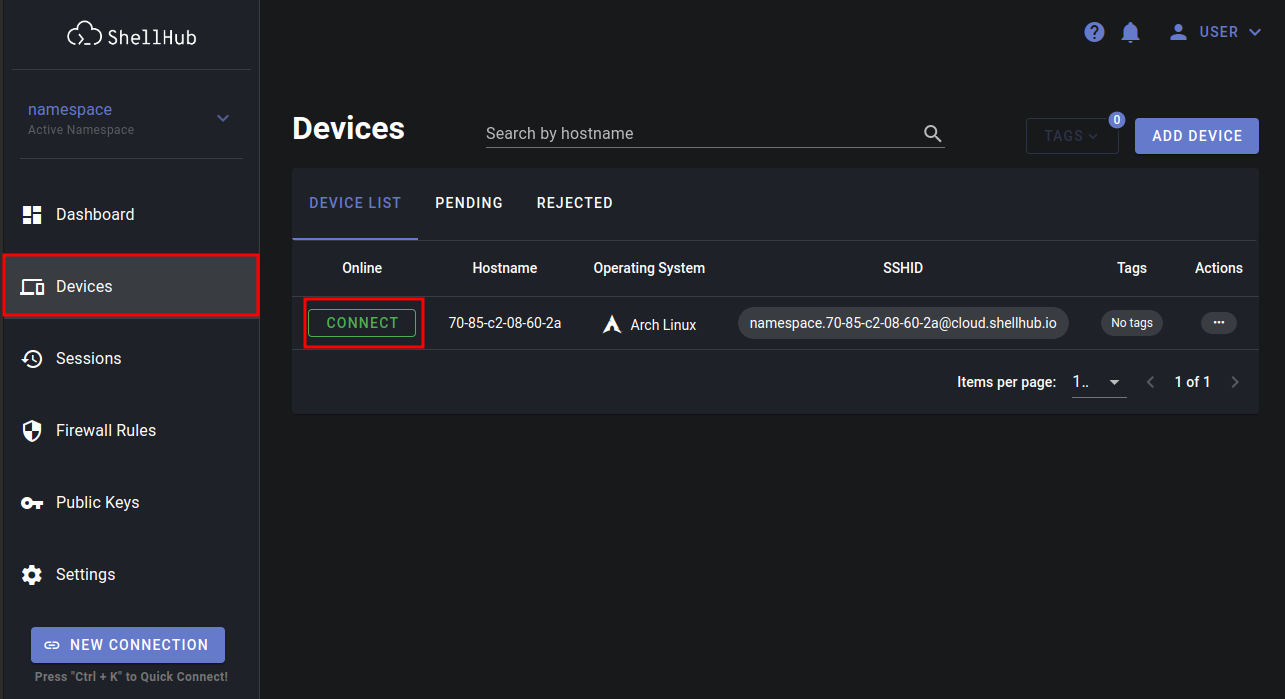 ShellHub
USER
namespace
Active Namespace
Devices
Search by hostname
TAGS
0
ADD DEVICE
Dashboard
Devices
Sessions
Firewall Rules
Public Keys
Settings
NEW CONNECTION
Press "Ctrl + K" to Quick Connect!
DEVICE LIST PENDING REJECTED
Online Hostname Operating System SSHID Tags Actions
CONNECT 70-85-c2-08-60-2a Arch Linux namespace.70-85-c2-08-60-2a@cloud.shellhub.io No tags ...
Items per page: 1.. 1 of 1